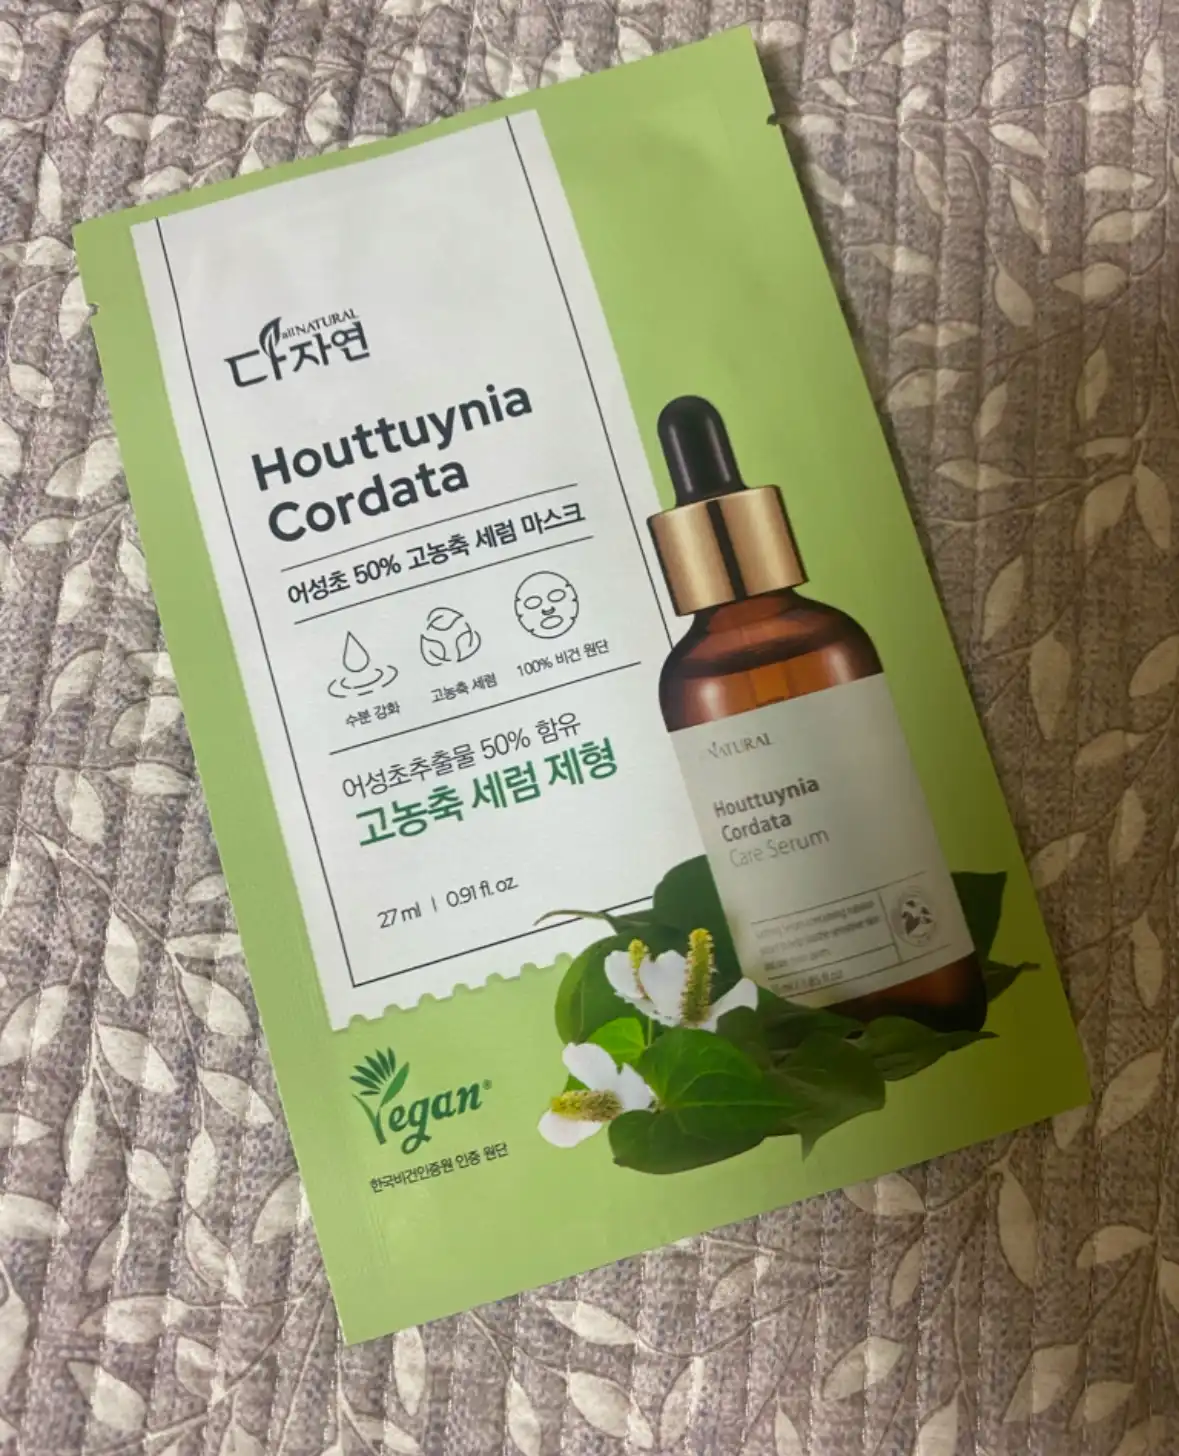 all NATURAL
다자연
Houttuynia
Cordata
어성초 50% 고농축 세럼 마스크
수분 강화
고농축 세럼
100% 비건 원단
어성초추출물 50% 함유
고농축 세럼 제형
27 ml | 0.91 fl. oz.
Vegan®
한국비건인증원 인증 원단
NATURAL
Houttuynia
Cordata
Care Serum